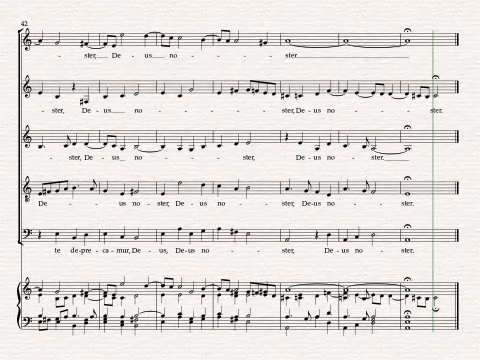 42
- ster, De - us no - - - ster.
- ster, De - us no - - - ster, De - us no - - - ster.
- ster, De - us no - - - ster, De - us no - - ster.
De - - - us no - ster, De - us no - - ster, De - us no - ster.
te de-pre - ca - mur, De - us, De - us no - - - ster, De - us no - - ster.